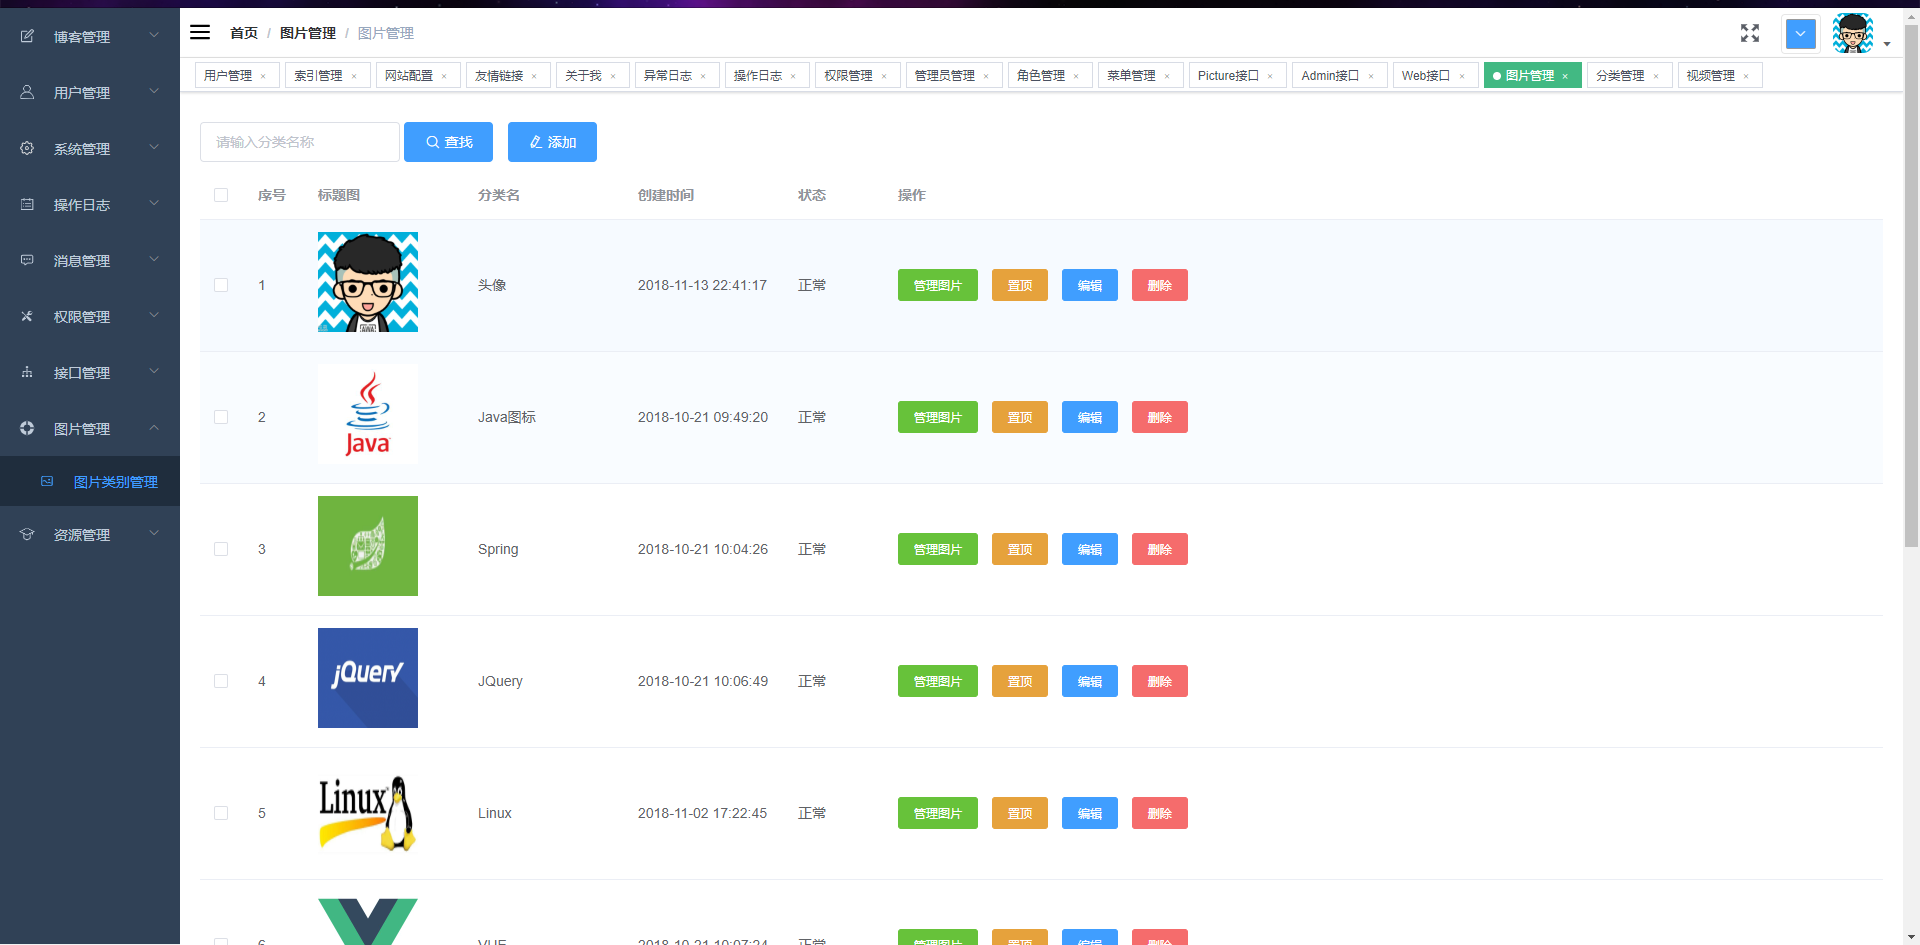 首页 / 图片管理 / 图片管理
用户管理 × 索引管理 × 网站配置 × 友情链接 × 关于我 × 异常日志 × 操作日志 × 权限管理 × 管理员管理 × 角色管理 × 菜单管理 × Picture接口 × Admin接口 × Web接口 × 图片管理 × 分类管理 × 视频管理 ×
博客管理
用户管理
系统管理
操作日志
消息管理
权限管理
接口管理
图片管理
图片类别管理
资源管理
请输入分类名称 查找 添加
序号 标题图 分类名 创建时间 状态 操作
1 头像 2018-11-13 22:41:17 正常 管理图片 置顶 编辑 删除
Java
2 Java图标 2018-10-21 09:49:20 正常 管理图片 置顶 编辑 删除
3 Spring 2018-10-21 10:04:26 正常 管理图片 置顶 编辑 删除
jQuery
4 JQuery 2018-10-21 10:06:49 正常 管理图片 置顶 编辑 删除
Linux
5 Linux 2018-11-02 17:22:45 正常 管理图片 置顶 编辑 删除
6 VUE 2018-10-21 10:07:24 正常 管理图片 置顶 编辑 删除